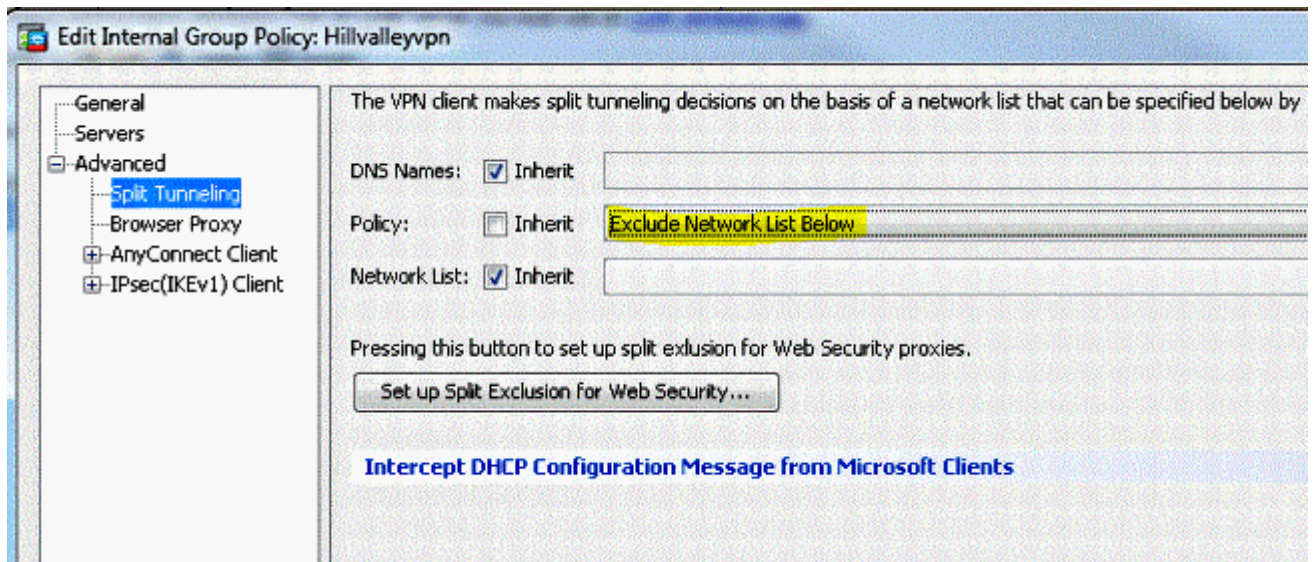 Edit Internal Group Policy: Hillvalleyvpn
General
Servers
Advanced
Split Tunneling
Browser Proxy
AnyConnect Client
IPsec(IKEv1) Client
The VPN client makes split tunneling decisions on the basis of a network list that can be specified below by
DNS Names: Inherit
Policy: Inherit Exclude Network List Below
Network List: Inherit
Pressing this button to set up split exlusion for Web Security proxies.
Set up Split Exclusion for Web Security...
Intercept DHCP Configuration Message from Microsoft Clients